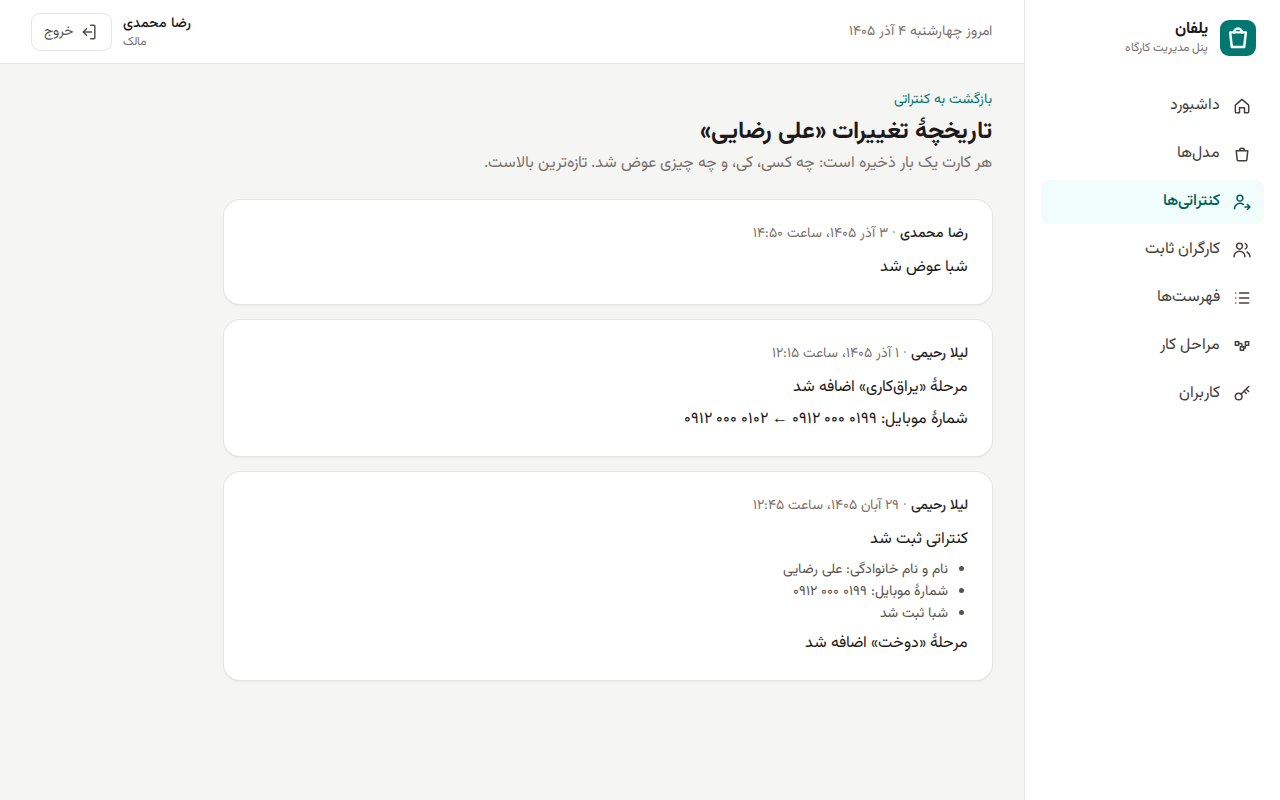 یلفان
پنل مدیریت کارگاه
داشبورد
مدل‌ها
کنتراتی‌ها
کارگران ثابت
فهرست‌ها
مراحل کار
کاربران
امروز چهارشنبه ۴ آذر ۱۴۰۵
رضا محمدی
مالک
خروج
بازگشت به کنتراتی
تاریخچهٔ تغییرات «علی رضایی»
هر کارت یک بار ذخیره است: چه کسی، کی، و چه چیزی عوض شد. تازه‌ترین بالاست.
رضا محمدی · ۳ آذر ۱۴۰۵، ساعت ۱۴:۵۰
شبا عوض شد
لیلا رحیمی · ۱ آذر ۱۴۰۵، ساعت ۱۲:۱۵
مرحلهٔ «یراق‌کاری» اضافه شد
شمارهٔ موبایل: ۰۹۱۲ ۰۰۰ ۰۱۹۹ ← ۰۹۱۲ ۰۰۰ ۰۱۰۲
لیلا رحیمی · ۲۹ آبان ۱۴۰۵، ساعت ۱۲:۴۵
کنتراتی ثبت شد
• نام و نام خانوادگی: علی رضایی
• شمارهٔ موبایل: ۰۹۱۲ ۰۰۰ ۰۱۹۹
• شبا ثبت شد
مرحلهٔ «دوخت» اضافه شد